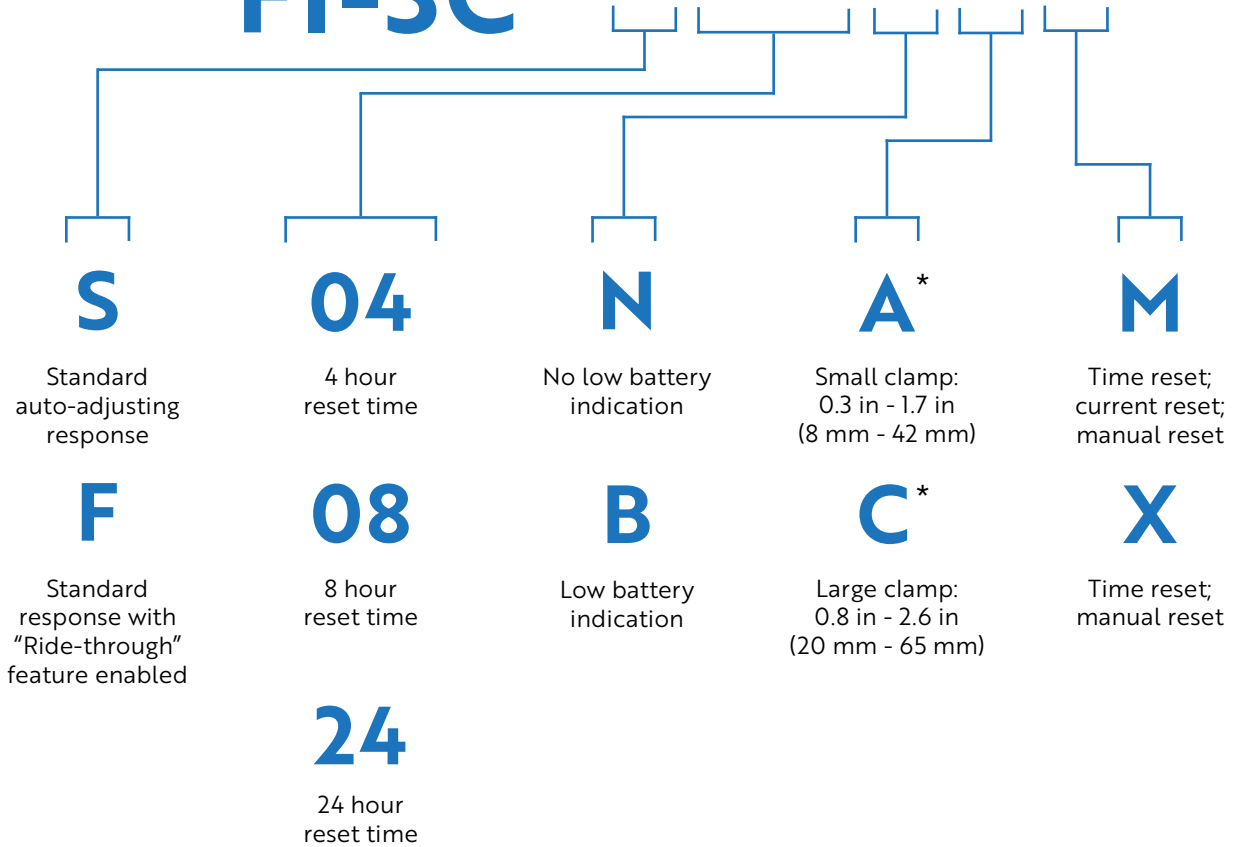 S
Standard
auto-adjusting
response
04
4 hour
reset time
N
No low battery
indication
A*
Small clamp:
0.3 in - 1.7 in
(8 mm - 42 mm)
M
Time reset;
current reset;
manual reset
F
Standard
response with
“Ride-through”
feature enabled
08
8 hour
reset time
B
Low battery
indication
C*
Large clamp:
0.8 in - 2.6 in
(20 mm - 65 mm)
X
Time reset;
manual reset
24
24 hour
reset time